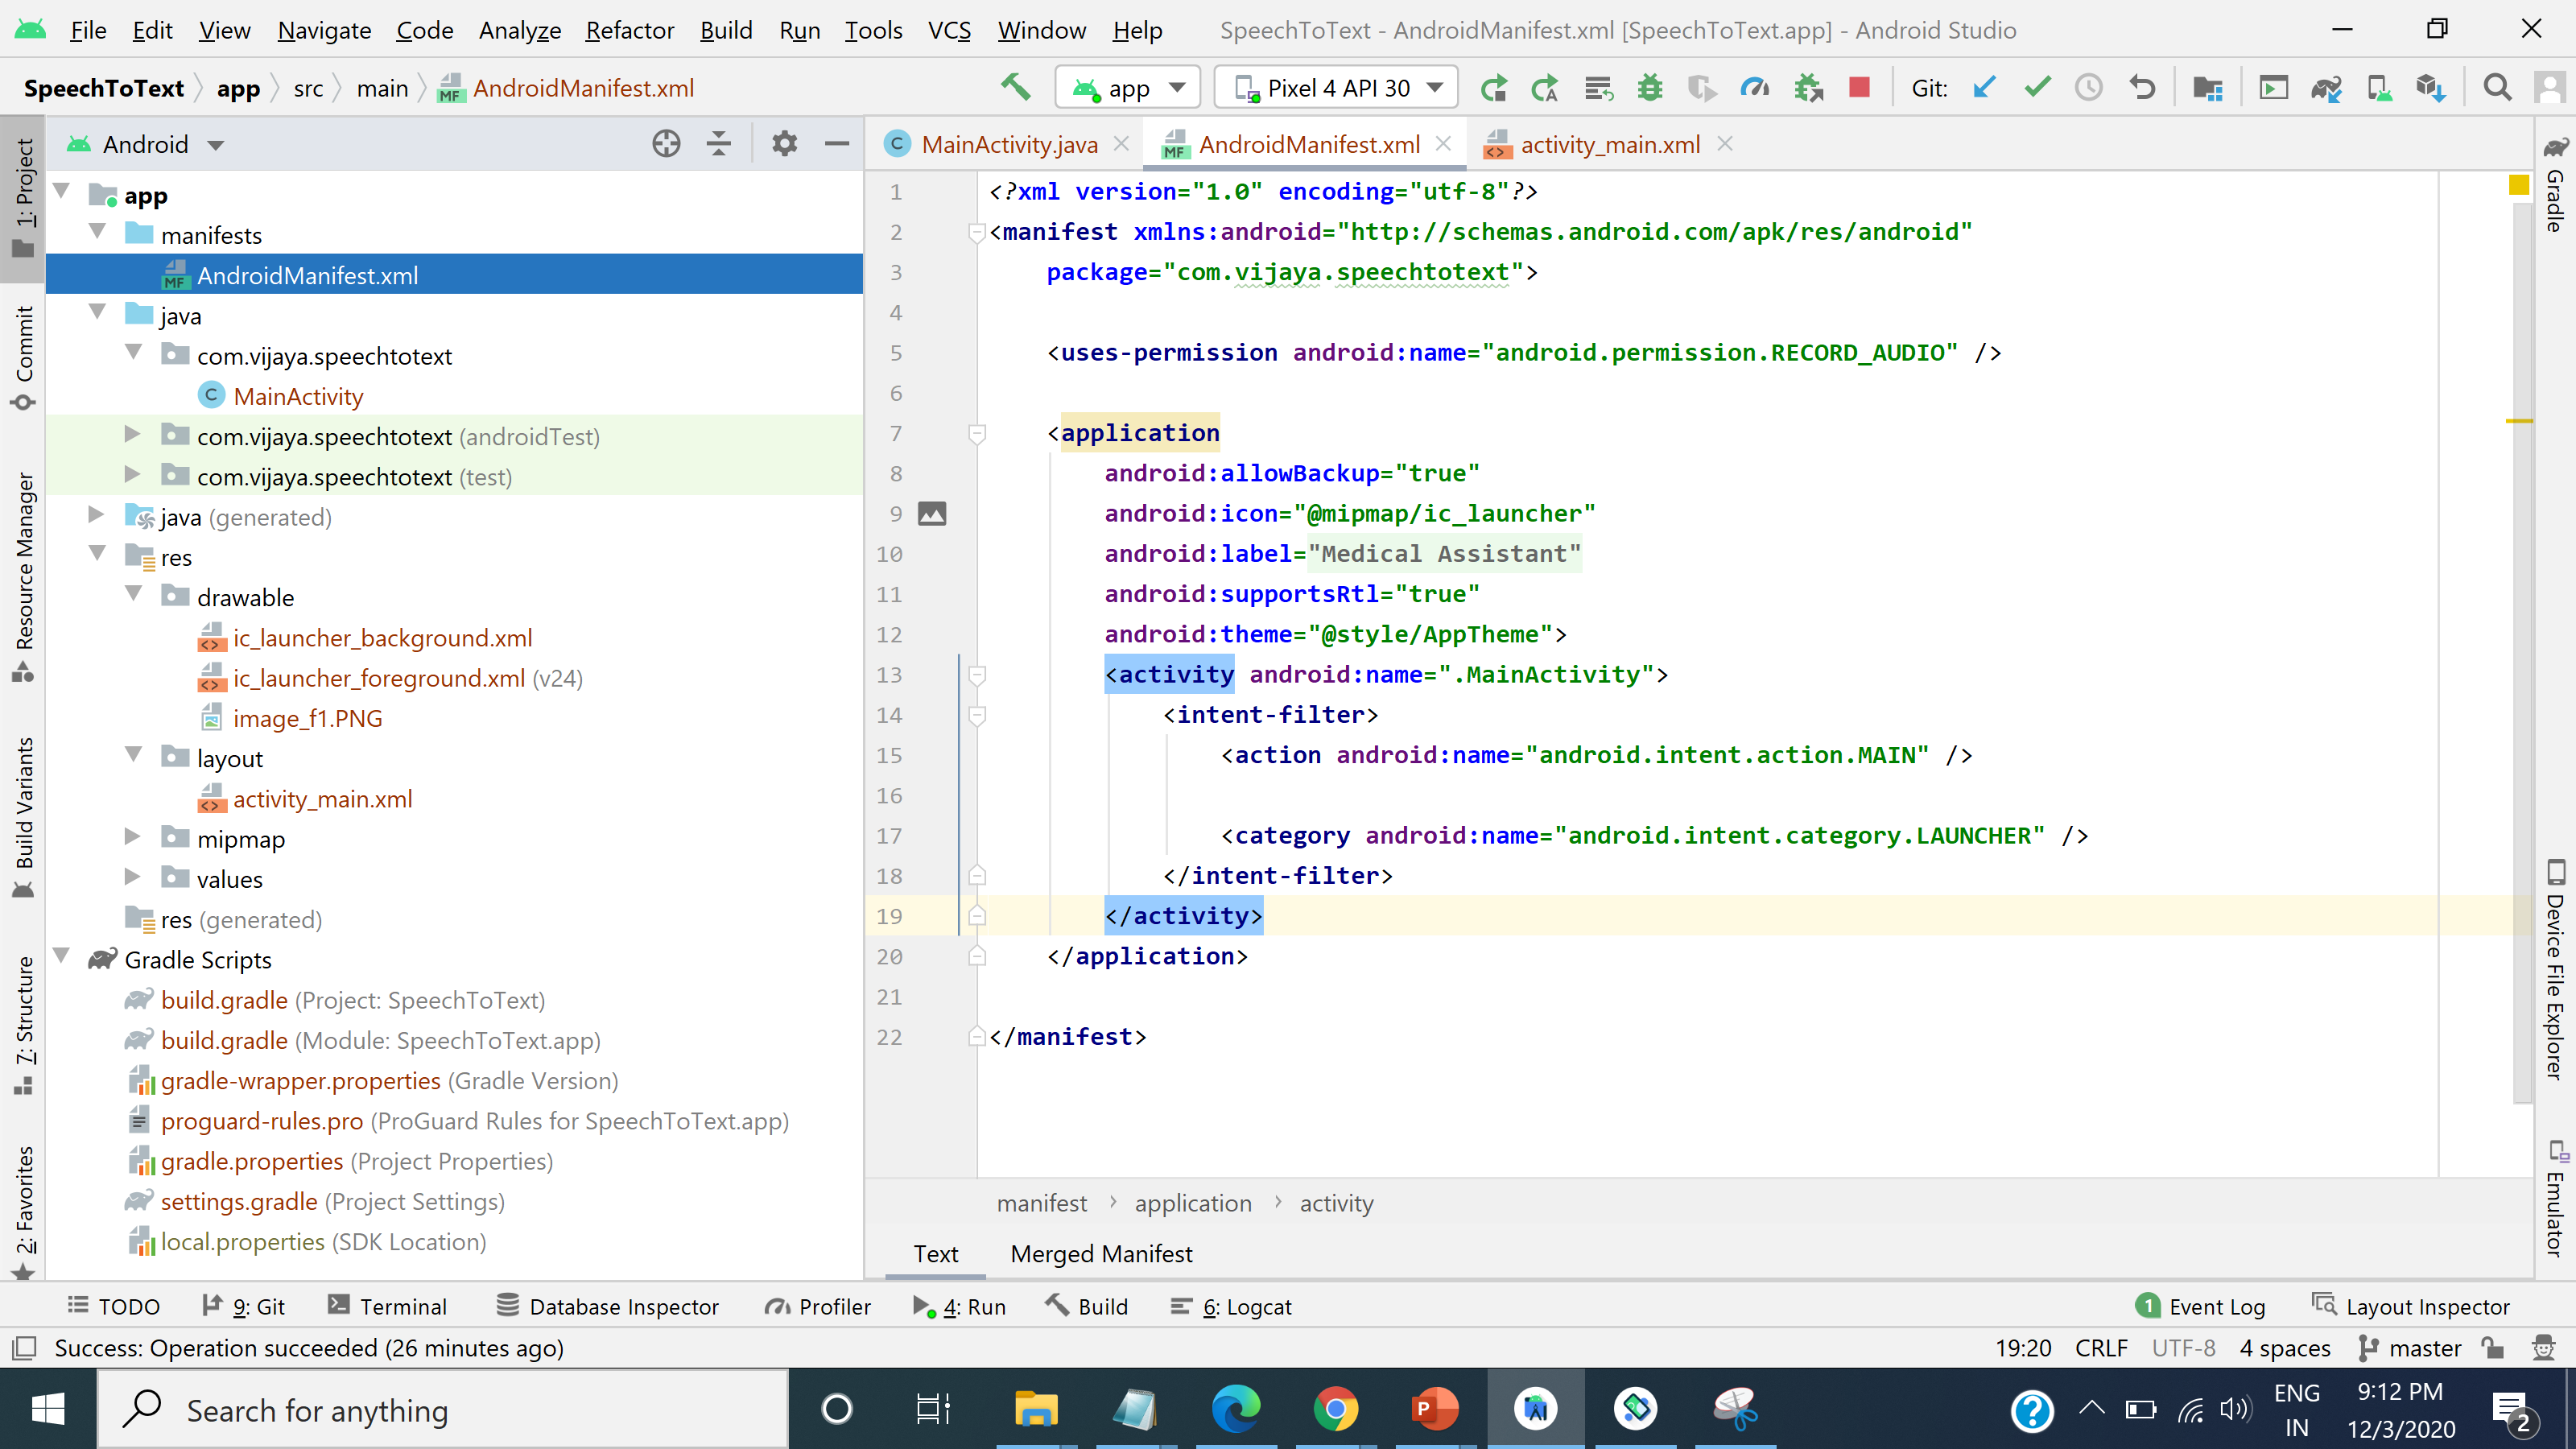 File Edit View Navigate Code Analyze Refactor Build Run Tools VCS Window Help SpeechToText - AndroidManifest.xml [SpeechToText.app] - Android Studio
SpeechToText app src main AndroidManifest.xml app Pixel 4 API 30 Git:
1: Project
Commit
Resource Manager
Build Variants
7: Structure
2: Favorites
Android
app
manifests
AndroidManifest.xml
java
com.vijaya.speechtotext
MainActivity
com.vijaya.speechtotext (androidTest)
com.vijaya.speechtotext (test)
java (generated)
res
drawable
ic_launcher_background.xml
ic_launcher_foreground.xml (v24)
image_f1.PNG
layout
activity_main.xml
mipmap
values
res (generated)
Gradle Scripts
build.gradle (Project: SpeechToText)
build.gradle (Module: SpeechToText.app)
gradle-wrapper.properties (Gradle Version)
proguard-rules.pro (ProGuard Rules for SpeechToText.app)
gradle.properties (Project Properties)
settings.gradle (Project Settings)
local.properties (SDK Location)
MainActivity.java AndroidManifest.xml activity_main.xml
1 <?xml version="1.0" encoding="utf-8"?>
2 <manifest xmlns:android="http://schemas.android.com/apk/res/android"
3 package="com.vijaya.speechtotext">
4
5 <uses-permission android:name="android.permission.RECORD_AUDIO" />
6
7 <application
8 android:allowBackup="true"
9 android:icon="@mipmap/ic_launcher"
10 android:label="Medical Assistant"
11 android:supportsRtl="true"
12 android:theme="@style/AppTheme">
13 <activity android:name=".MainActivity">
14 <intent-filter>
15 <action android:name="android.intent.action.MAIN" />
16
17 <category android:name="android.intent.category.LAUNCHER" />
18 </intent-filter>
19 </activity>
20 </application>
21
22 </manifest>
manifest application activity
Text Merged Manifest
Gradle
Device File Explorer
Emulator
TODO 9: Git Terminal Database Inspector Profiler 4: Run Build 6: Logcat 1 Event Log Layout Inspector
Success: Operation succeeded (26 minutes ago) 19:20 CRLF UTF-8 4 spaces master
Search for anything
ENG
IN
9:12 PM
12/3/2020
2